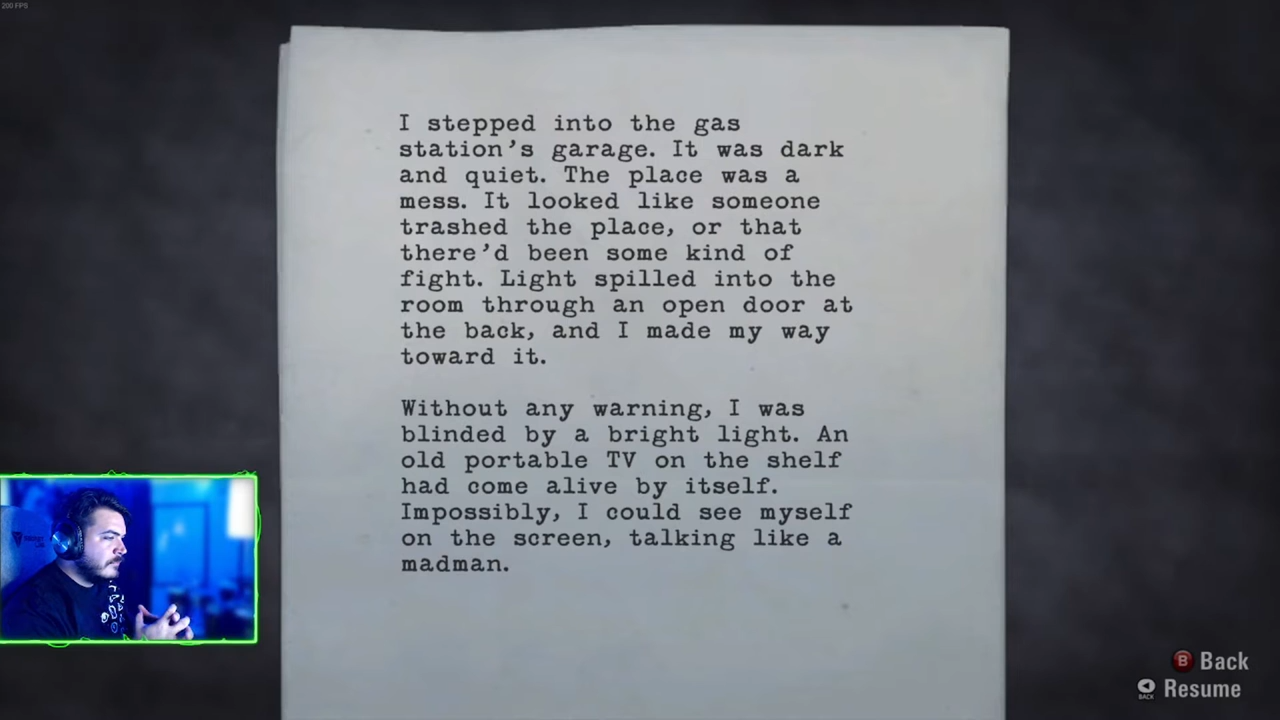 200 FPS
I stepped into the gas
station's garage. It was dark
and quiet. The place was a
mess. It looked like someone
trashed the place, or that
there'd been some kind of
fight. Light spilled into the
room through an open door at
the back, and I made my way
toward it.
Without any warning, I was
blinded by a bright light. An
old portable TV on the shelf
had come alive by itself.
Impossibly, I could see myself
on the screen, talking like a
madman.
B Back
BACK Resume